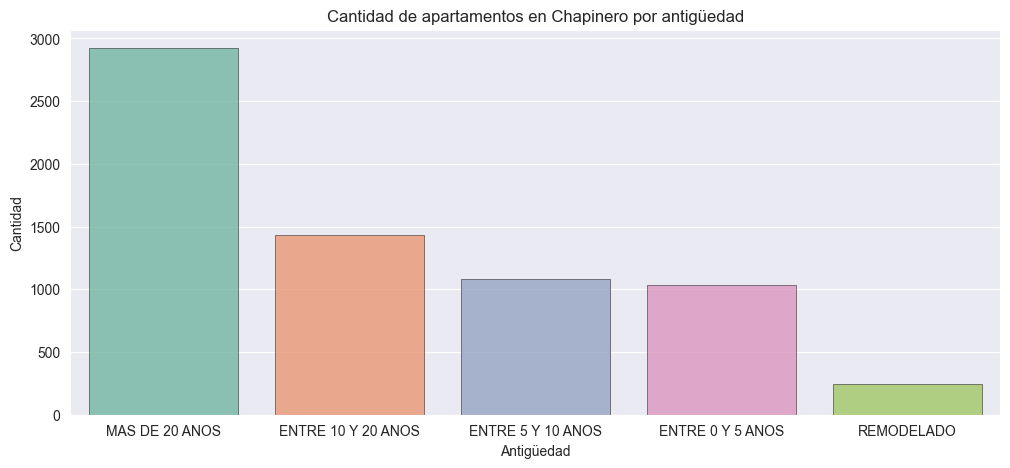 Cantidad de apartamentos en Chapinero por antigüedad
3000
2500
2000
1500
1000
500
0
Cantidad
MAS DE 20 ANOS
ENTRE 10 Y 20 ANOS
ENTRE 5 Y 10 ANOS
ENTRE 0 Y 5 ANOS
REMODELADO
Antigüedad